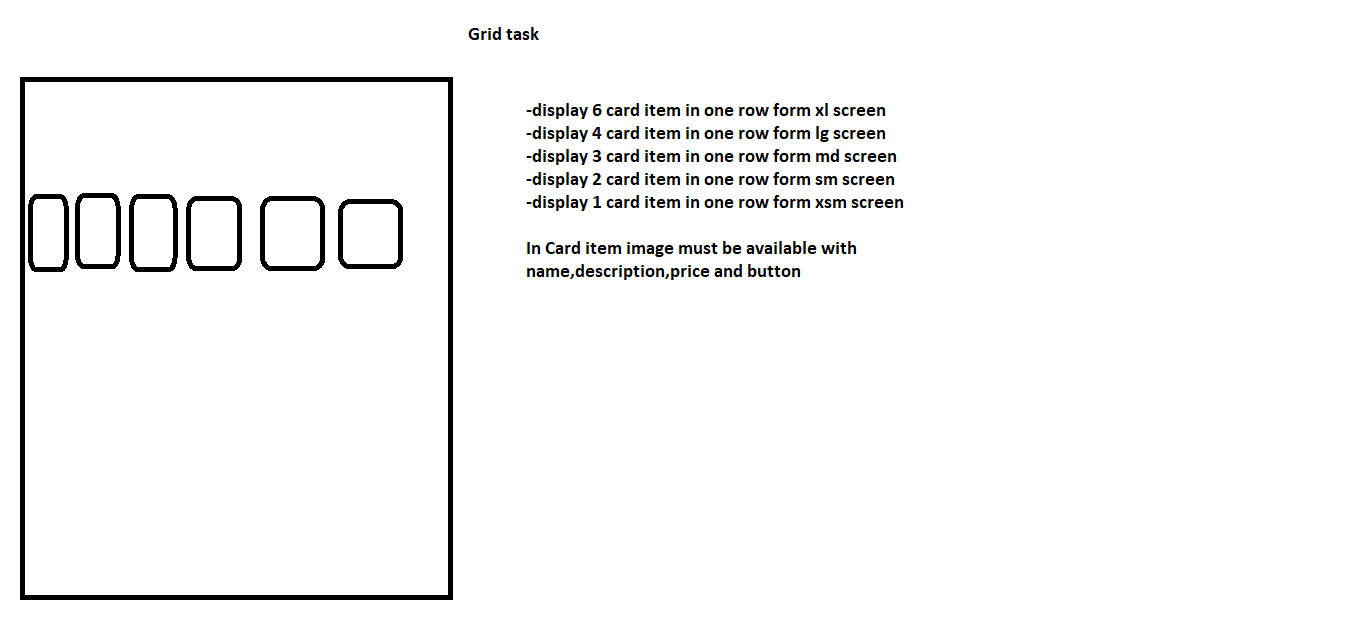 Grid task
-display 6 card item in one row form xl screen
-display 4 card item in one row form lg screen
-display 3 card item in one row form md screen
-display 2 card item in one row form sm screen
-display 1 card item in one row form xsm screen
In Card item image must be available with
name,description,price and button